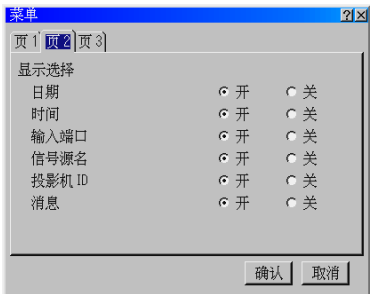 菜单
页1 页2 页3
显示选择
日期 开 关
时间 开 关
输入端口 开 关
信号源名 开 关
投影机 ID 开 关
消息 开 关
确认 取消